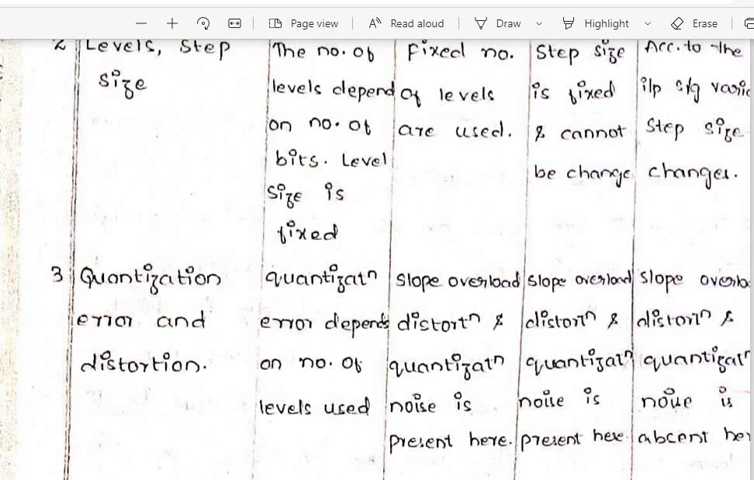 Page view Read aloud Draw Highlight Erase
2 Levels, Step The no. of Fixed no. Step size Acc. to the
size levels depend of levels is fixed i/p sig varia
on no. of are used. & cannot Step size
bits. Level be change changes.
size is
fixed
3 Quantization quantizatn Slope overload Slope overload Slope overlo
error and error depends distortn & distortn & distortn &
distortion. on no. of quantizatn quantizatn quantizatn
levels used noise is noise is noise is
present here. present here abcent he